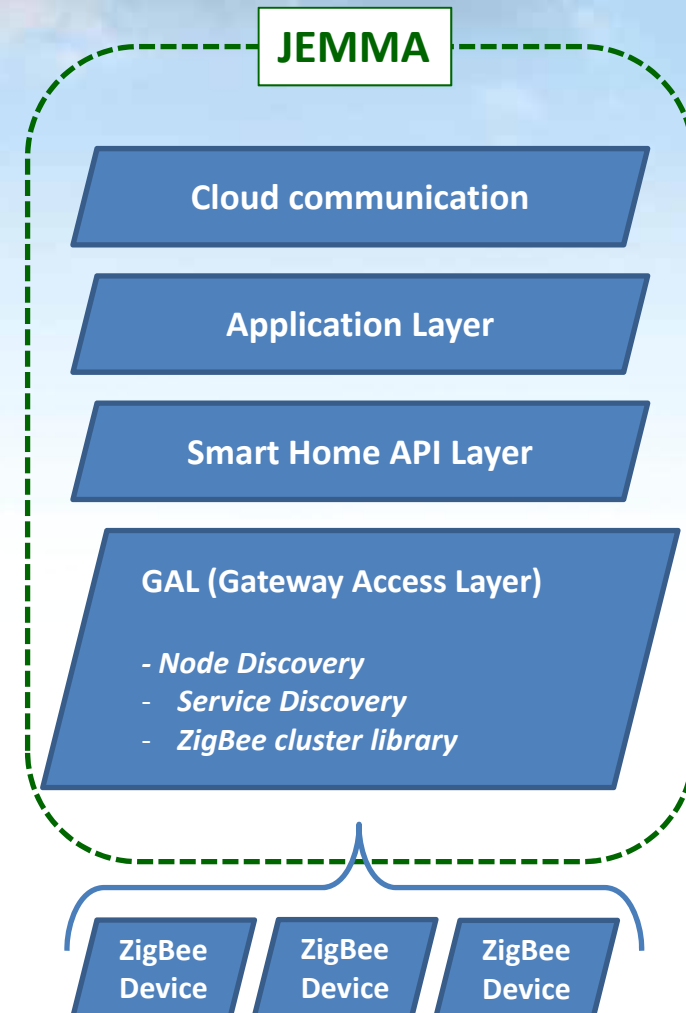 JEMMA
Cloud communication
Application Layer
Smart Home API Layer
GAL (Gateway Access Layer)
- Node Discovery
- Service Discovery
- ZigBee cluster library
ZigBee
Device
ZigBee
Device
ZigBee
Device